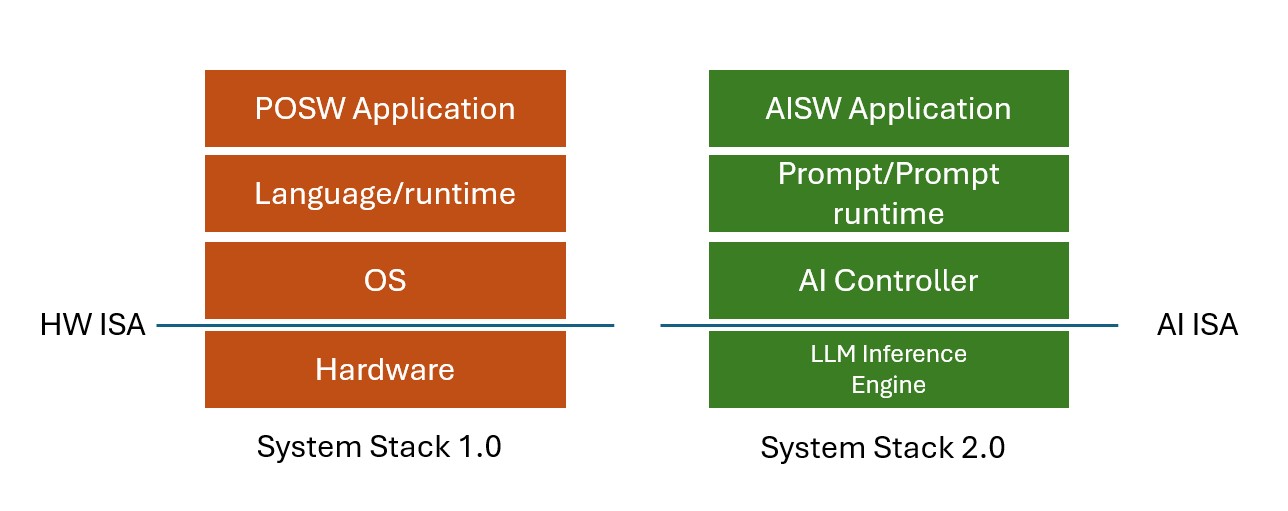 POSW Application
Language/runtime
OS
HW ISA
Hardware
System Stack 1.0
AISW Application
Prompt/Prompt
runtime
AI Controller
AI ISA
LLM Inference
Engine
System Stack 2.0